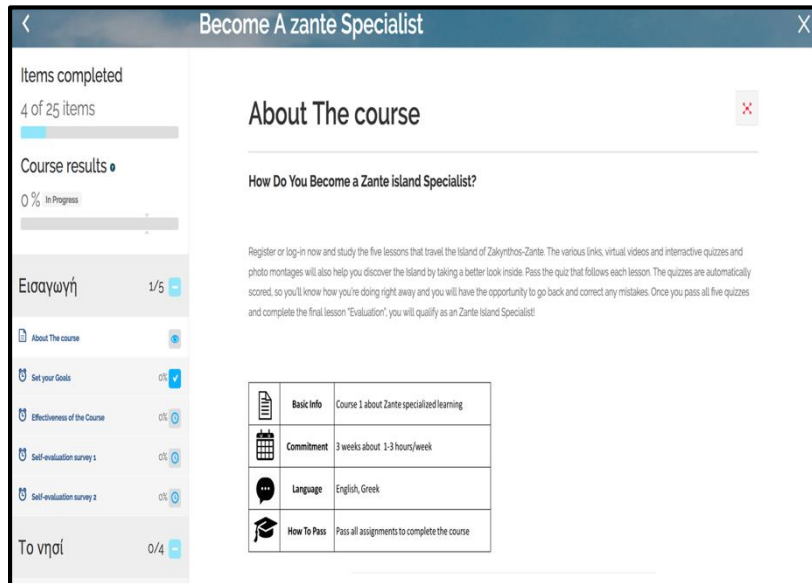 Become A zante Specialist
Items completed
4 of 25 items
Course results
0 % In Progress
Εισαγωγή 1/5
About The course
Set your Goals 0%
Effectiveness of the Course 0%
Self-evaluation survey 1 0%
Self-evaluation survey 2 0%
Το νησί 0/4
About The course
How Do You Become a Zante island Specialist?
Register or log-in now and study the five lessons that travel the Island of Zakynthos-Zante. The various links, virtual videos and interractive quizzes and
photo montages will also help you discover the Island by taking a better look inside. Pass the quiz that follows each lesson. The quizzes are automatically
scored, so you'll know how you're doing right away and you will have the opportunity to go back and correct any mistakes. Once you pass all five quizzes
and complete the final lesson "Evaluation", you will qualify as an Zante Island Specialist!
Basic Info Course 1 about Zante specialized learning
Commitment 3 weeks about 1-3 hours/week
Language English, Greek
How To Pass Pass all assignments to complete the course